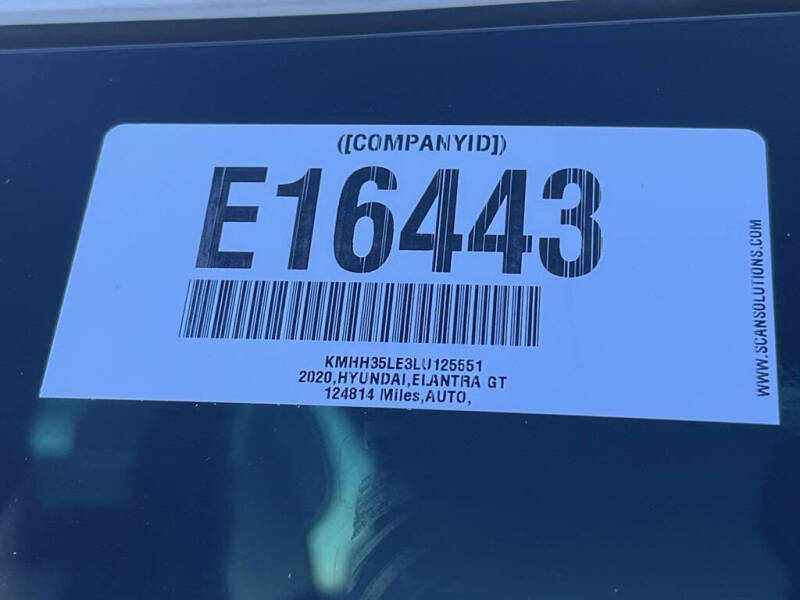 ([COMPANYID])
E16443
KMHH35LE3LU125551
2020,HYUNDAI,ELANTRA GT
124814 Miles,AUTO,
WWW.SCANSOLUTIONS.COM